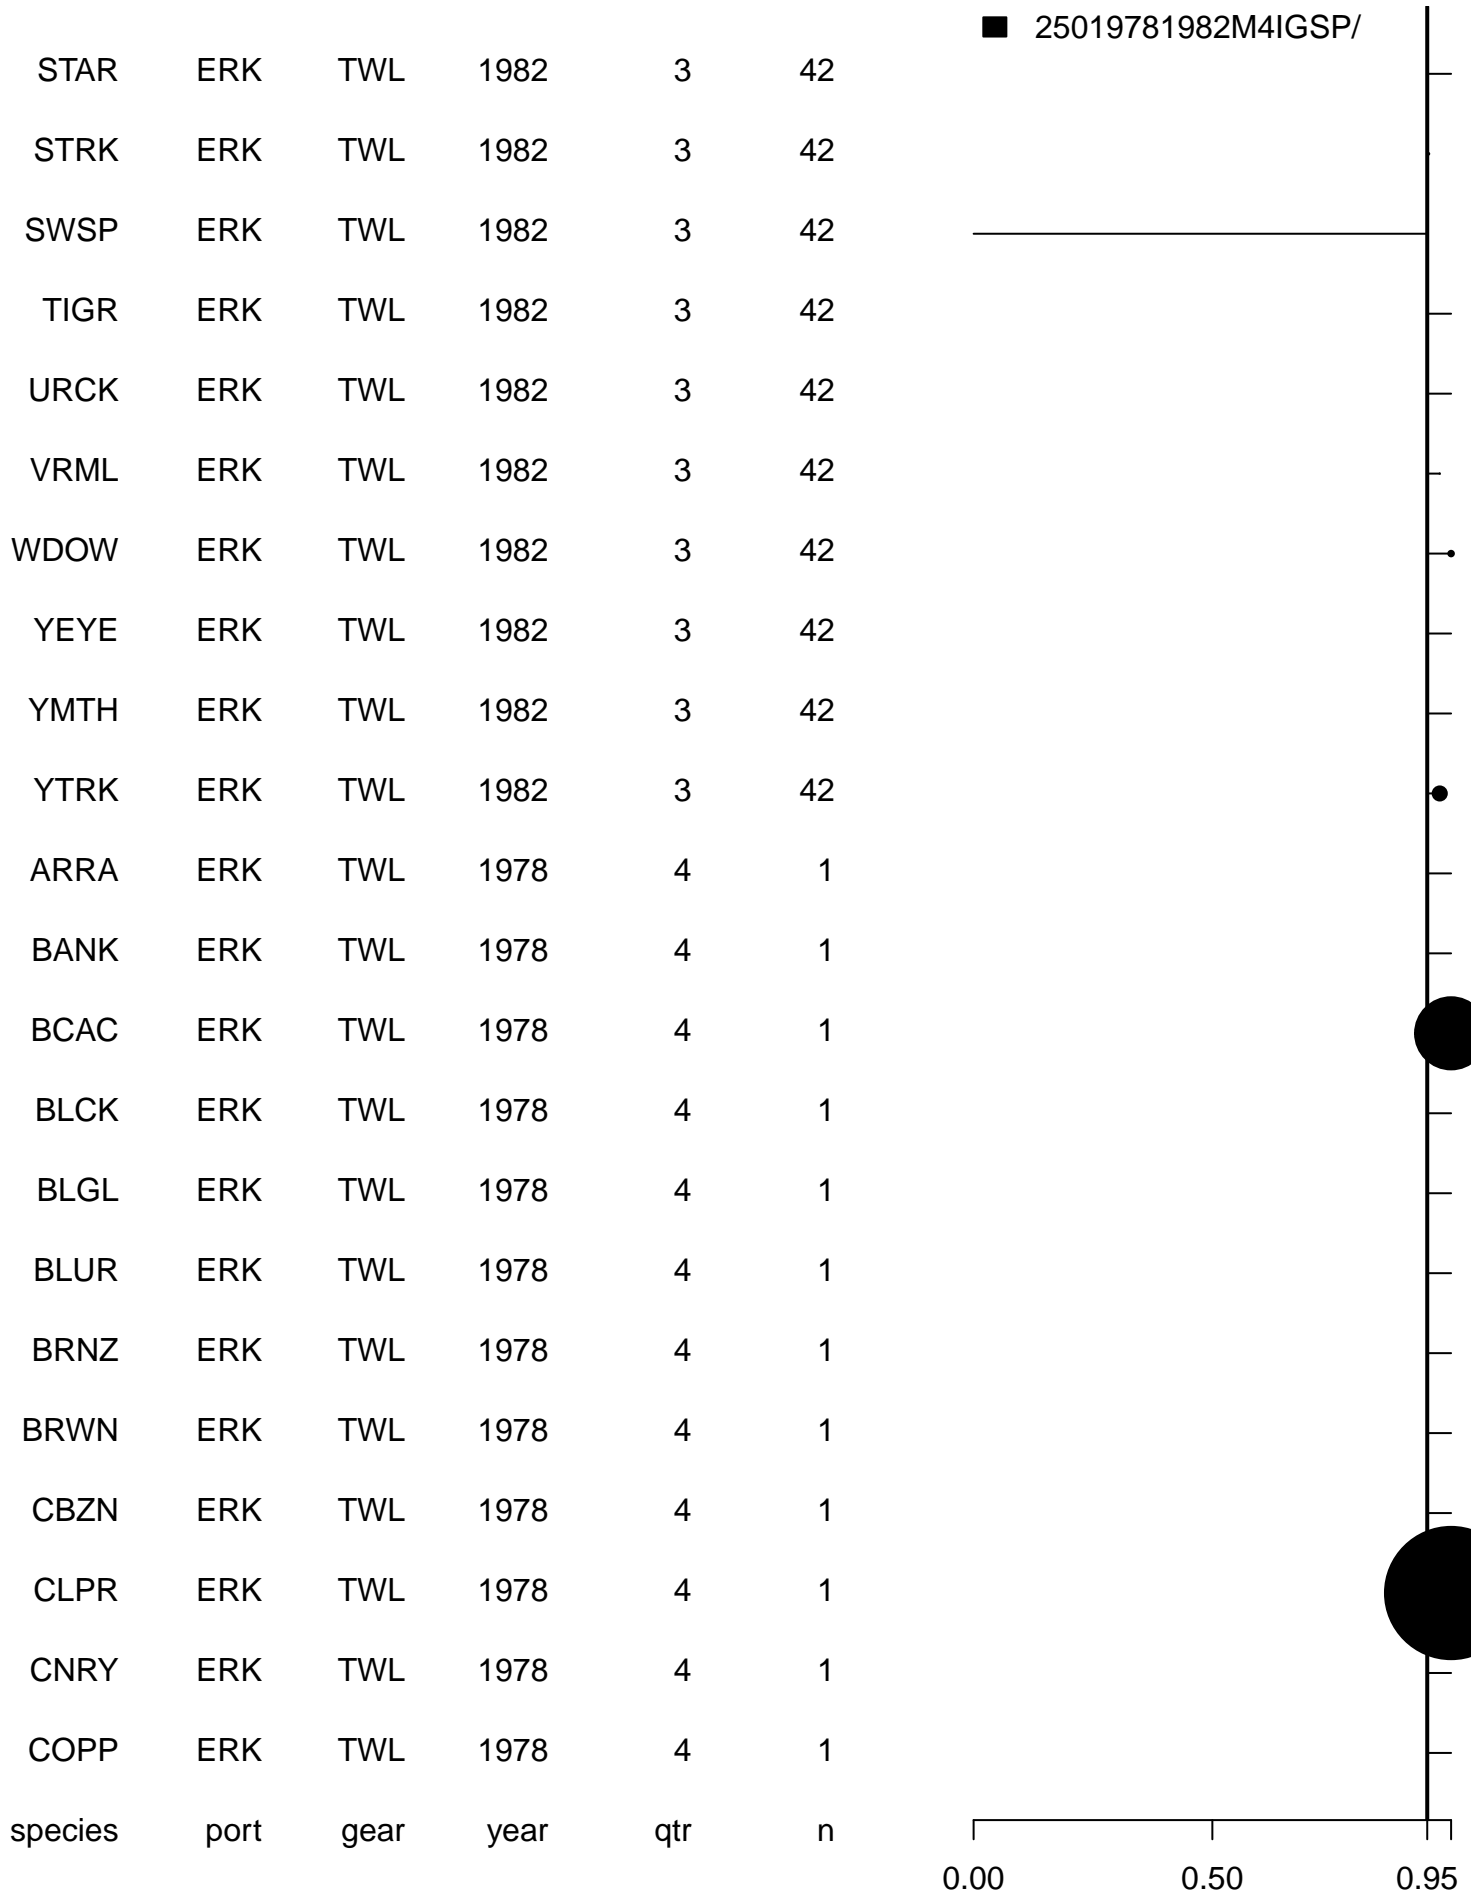 25019781982M4IGSP/
STAR ERK TWL 1982 3 42
STRK ERK TWL 1982 3 42
SWSP ERK TWL 1982 3 42
TIGR ERK TWL 1982 3 42
URCK ERK TWL 1982 3 42
VRML ERK TWL 1982 3 42
WDOW ERK TWL 1982 3 42
YEYE ERK TWL 1982 3 42
YMTH ERK TWL 1982 3 42
YTRK ERK TWL 1982 3 42
ARRA ERK TWL 1978 4 1
BANK ERK TWL 1978 4 1
BCAC ERK TWL 1978 4 1
BLCK ERK TWL 1978 4 1
BLGL ERK TWL 1978 4 1
BLUR ERK TWL 1978 4 1
BRNZ ERK TWL 1978 4 1
BRWN ERK TWL 1978 4 1
CBZN ERK TWL 1978 4 1
CLPR ERK TWL 1978 4 1
CNRY ERK TWL 1978 4 1
COPP ERK TWL 1978 4 1
species port gear year qtr n
0.00 0.50 0.95